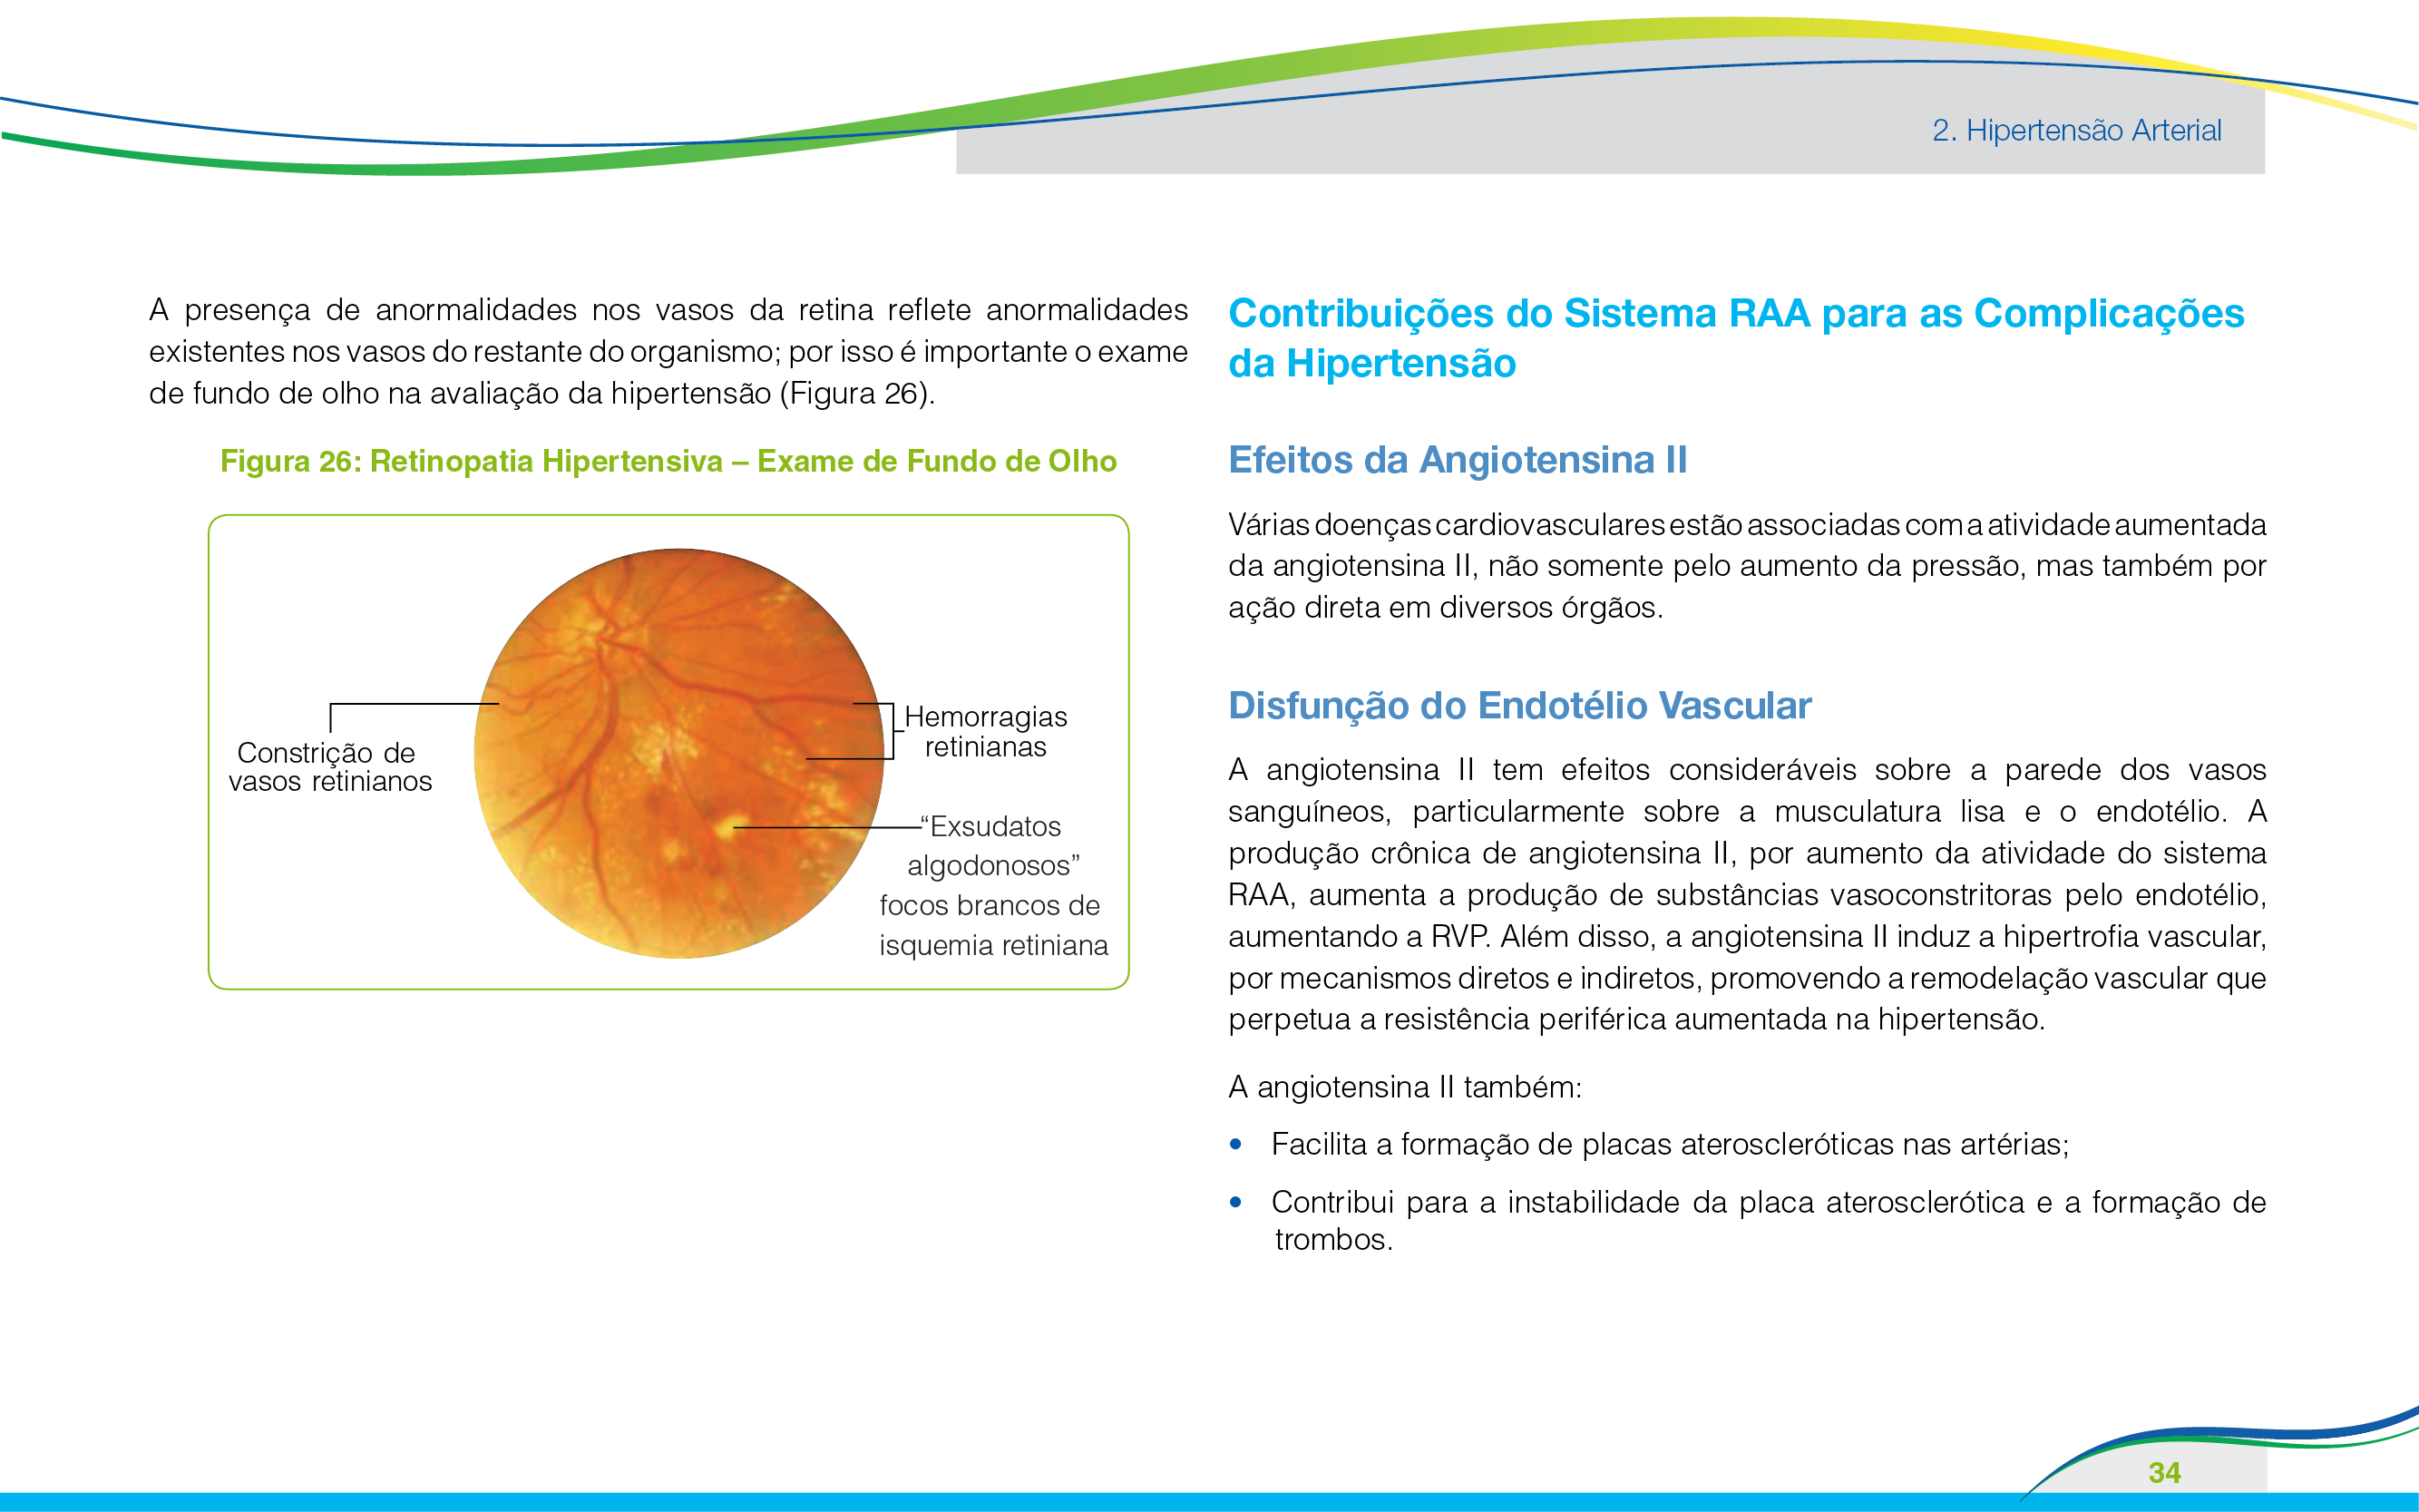 2. Hipertensão Arterial
A presença de anormalidades nos vasos da retina reflete anormalidades
existentes nos vasos do restante do organismo; por isso é importante o exame
de fundo de olho na avaliação da hipertensão (Figura 26).
Figura 26: Retinopatia Hipertensiva – Exame de Fundo de Olho
Constrição de
vasos retinianos
Hemorragias
retinianas
“Exsudatos
algodonosos”
focos brancos de
isquemia retiniana
Contribuições do Sistema RAA para as Complicações
da Hipertensão
Efeitos da Angiotensina II
Várias doenças cardiovasculares estão associadas com a atividade aumentada
da angiotensina II, não somente pelo aumento da pressão, mas também por
ação direta em diversos órgãos.
Disfunção do Endotélio Vascular
A angiotensina II tem efeitos consideráveis sobre a parede dos vasos
sanguíneos, particularmente sobre a musculatura lisa e o endotélio. A
produção crônica de angiotensina II, por aumento da atividade do sistema
RAA, aumenta a produção de substâncias vasoconstritoras pelo endotélio,
aumentando a RVP. Além disso, a angiotensina II induz a hipertrofia vascular,
por mecanismos diretos e indiretos, promovendo a remodelação vascular que
perpetua a resistência periférica aumentada na hipertensão.
A angiotensina II também:
• Facilita a formação de placas ateroscleróticas nas artérias;
• Contribui para a instabilidade da placa aterosclerótica e a formação de
trombos.
34